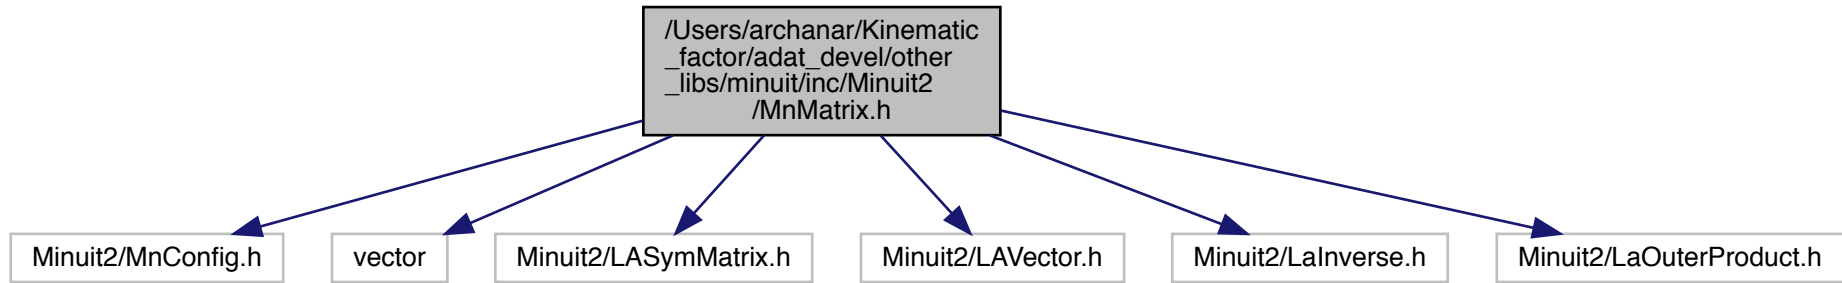 /Users/archanar/Kinematic
_factor/adat_devel/other
_libs/minuit/inc/Minuit2
/MnMatrix.h
Minuit2/MnConfig.h
vector
Minuit2/LASymMatrix.h
Minuit2/LAVector.h
Minuit2/LaInverse.h
Minuit2/LaOuterProduct.h